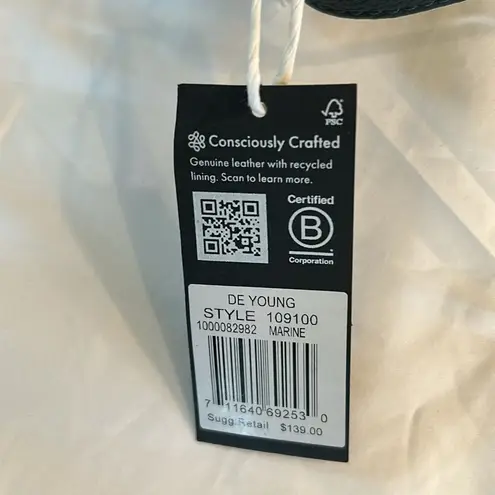 FSC
Consciously Crafted
Genuine leather with recycled
lining. Scan to learn more.
Certified
B
Corporation
DE YOUNG
STYLE 109100
1000082982 MARINE
7 11640 69253 0
Sugg Retail $139.00